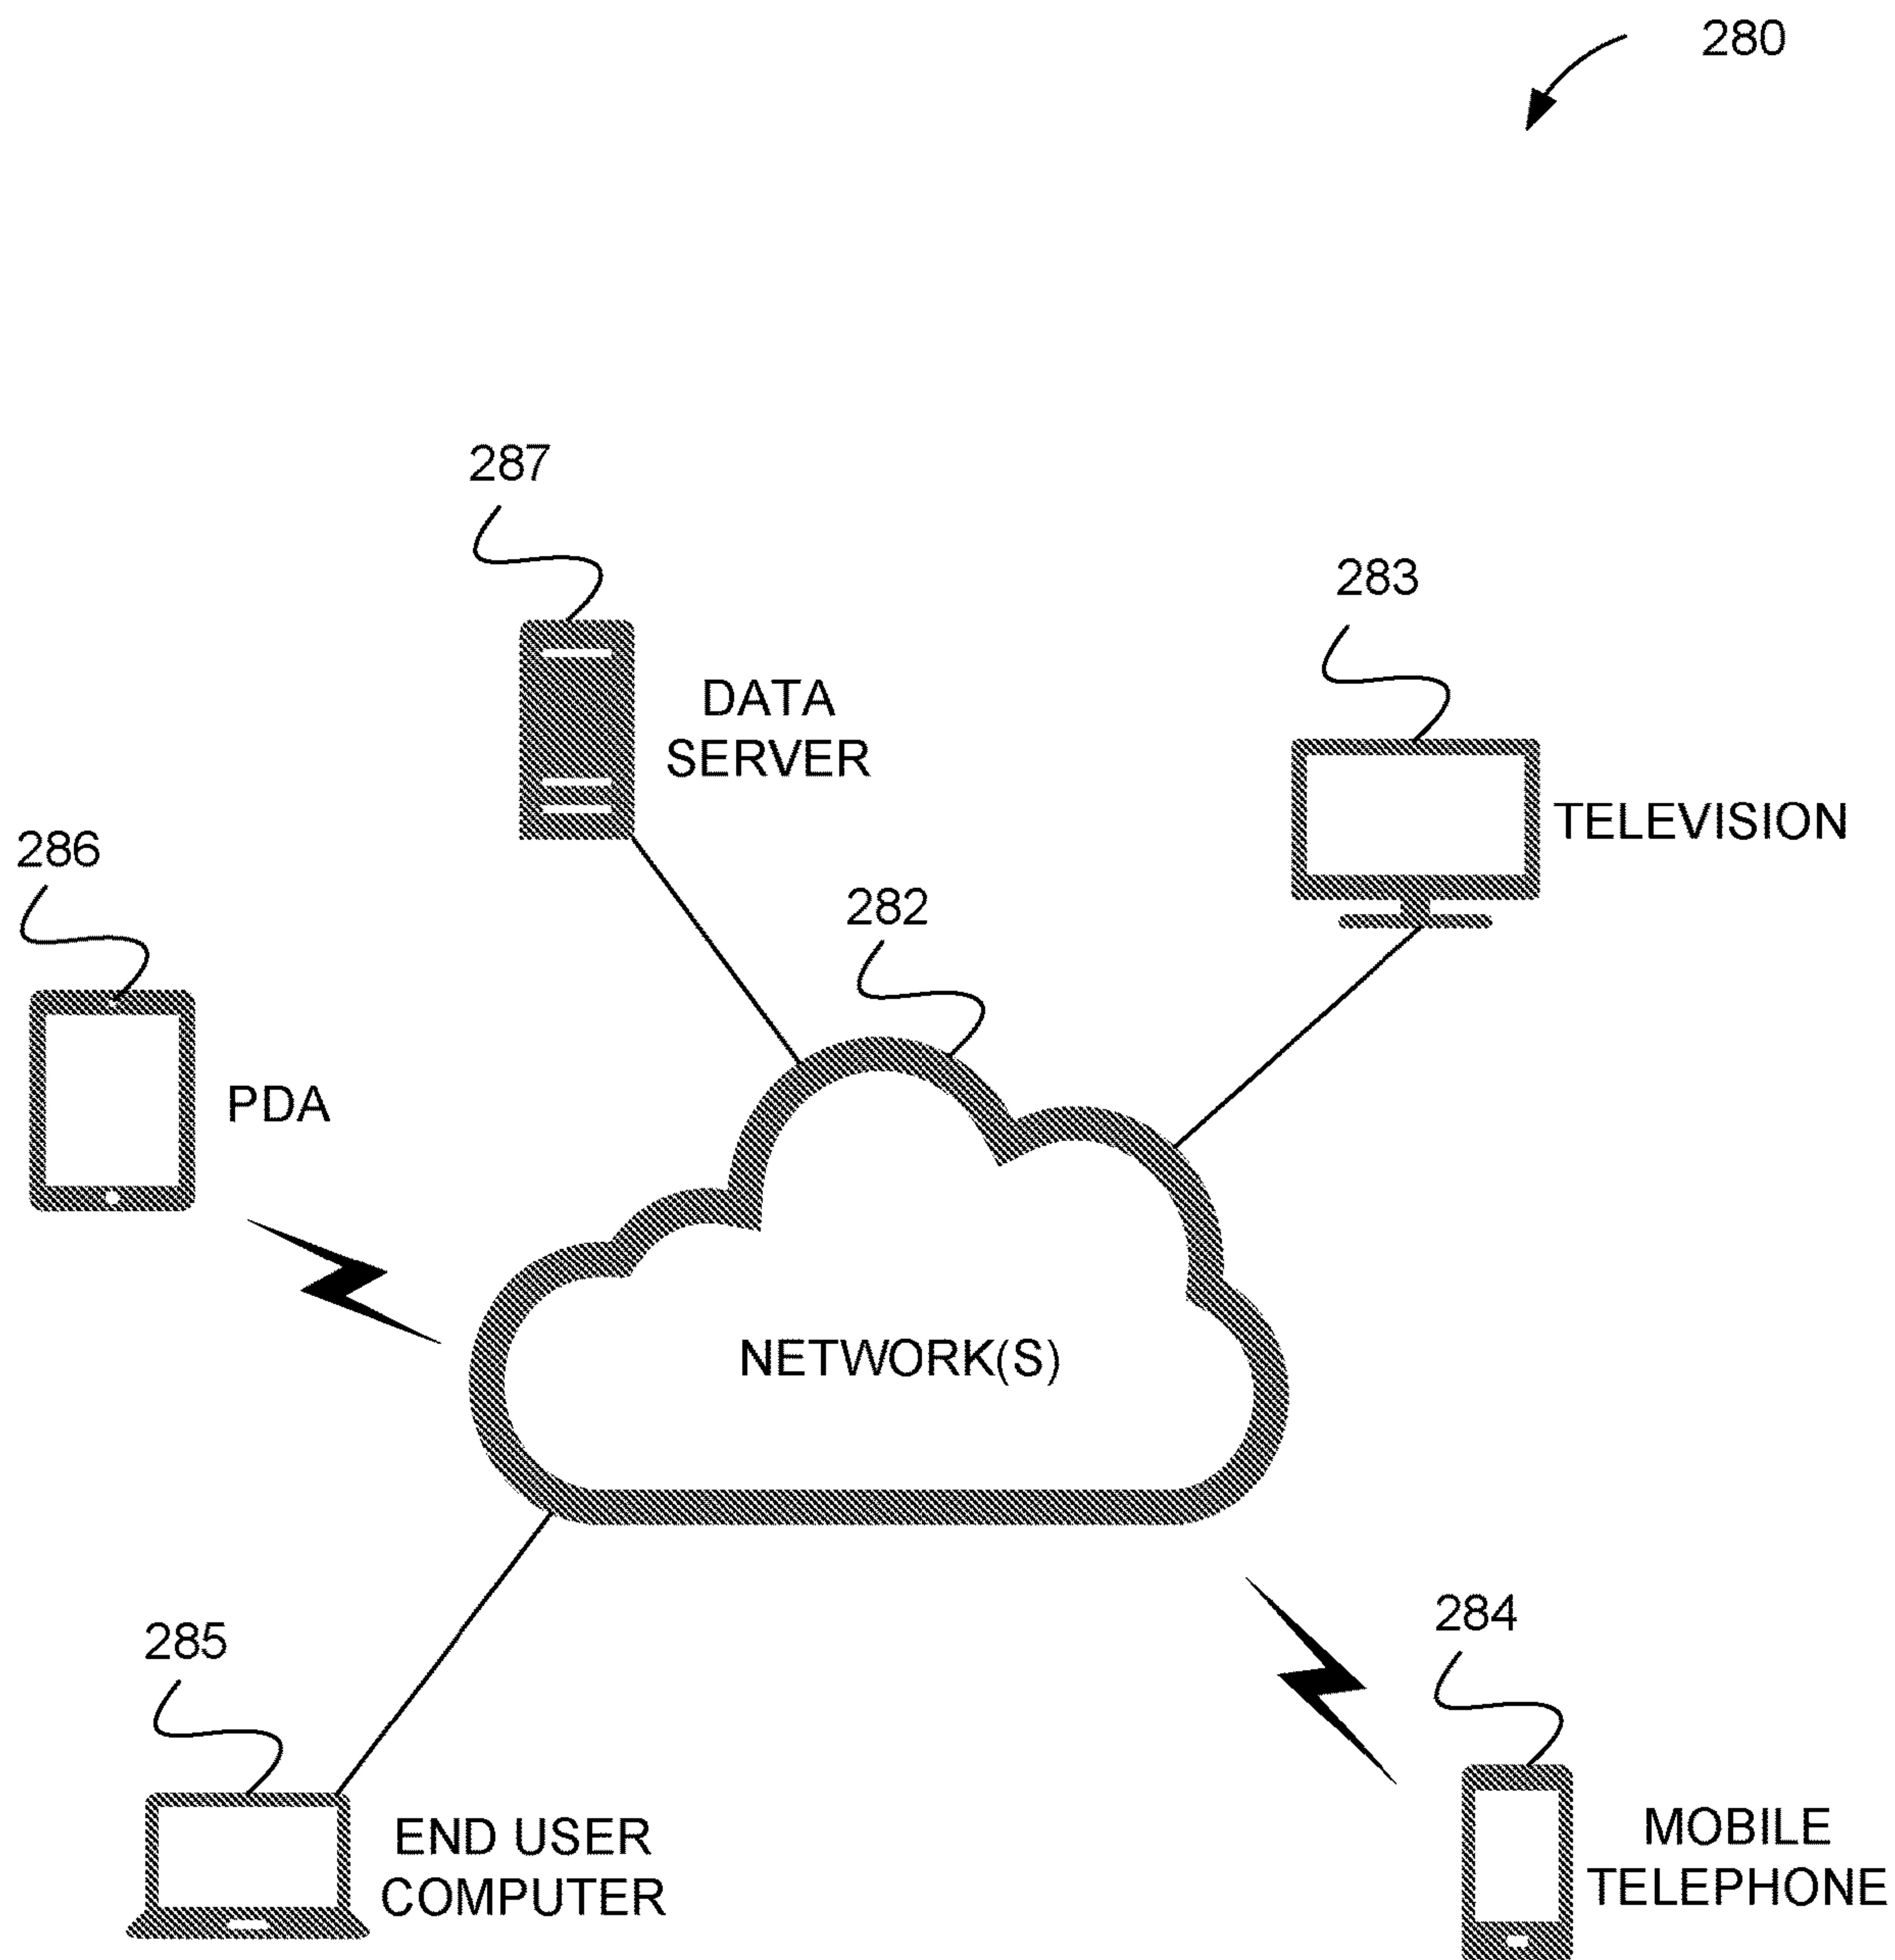 280
287
283
DATA
SERVER
TELEVISION
286
282
PDA
NETWORK(S)
285
284
END USER
COMPUTER
MOBILE
TELEPHONE